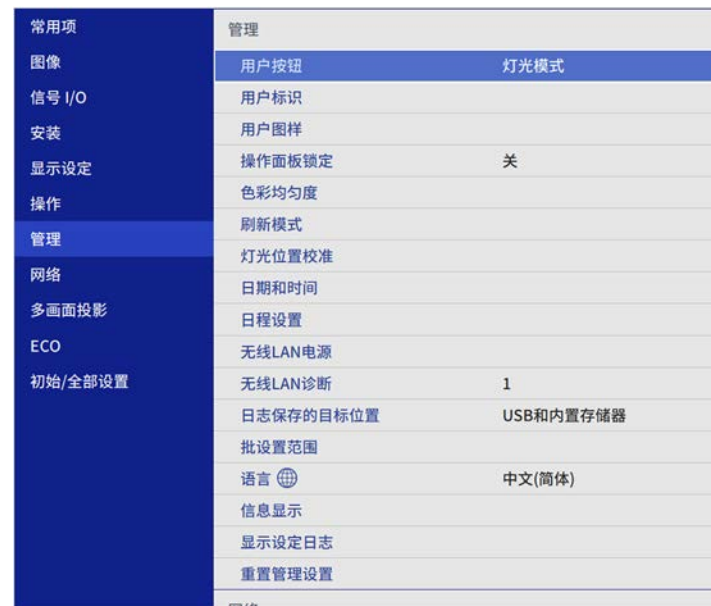 常用项
图像
信号 I/O
安装
显示设定
操作
管理
网络
多画面投影
ECO
初始/全部设置
管理
用户按钮 灯光模式
用户标识
用户图样
操作面板锁定 关
色彩均匀度
刷新模式
灯光位置校准
日期和时间
日程设置
无线LAN电源
无线LAN诊断 1
日志保存的目标位置 USB和内置存储器
批设置范围
语言 中文(简体)
信息显示
显示设定日志
重置管理设置